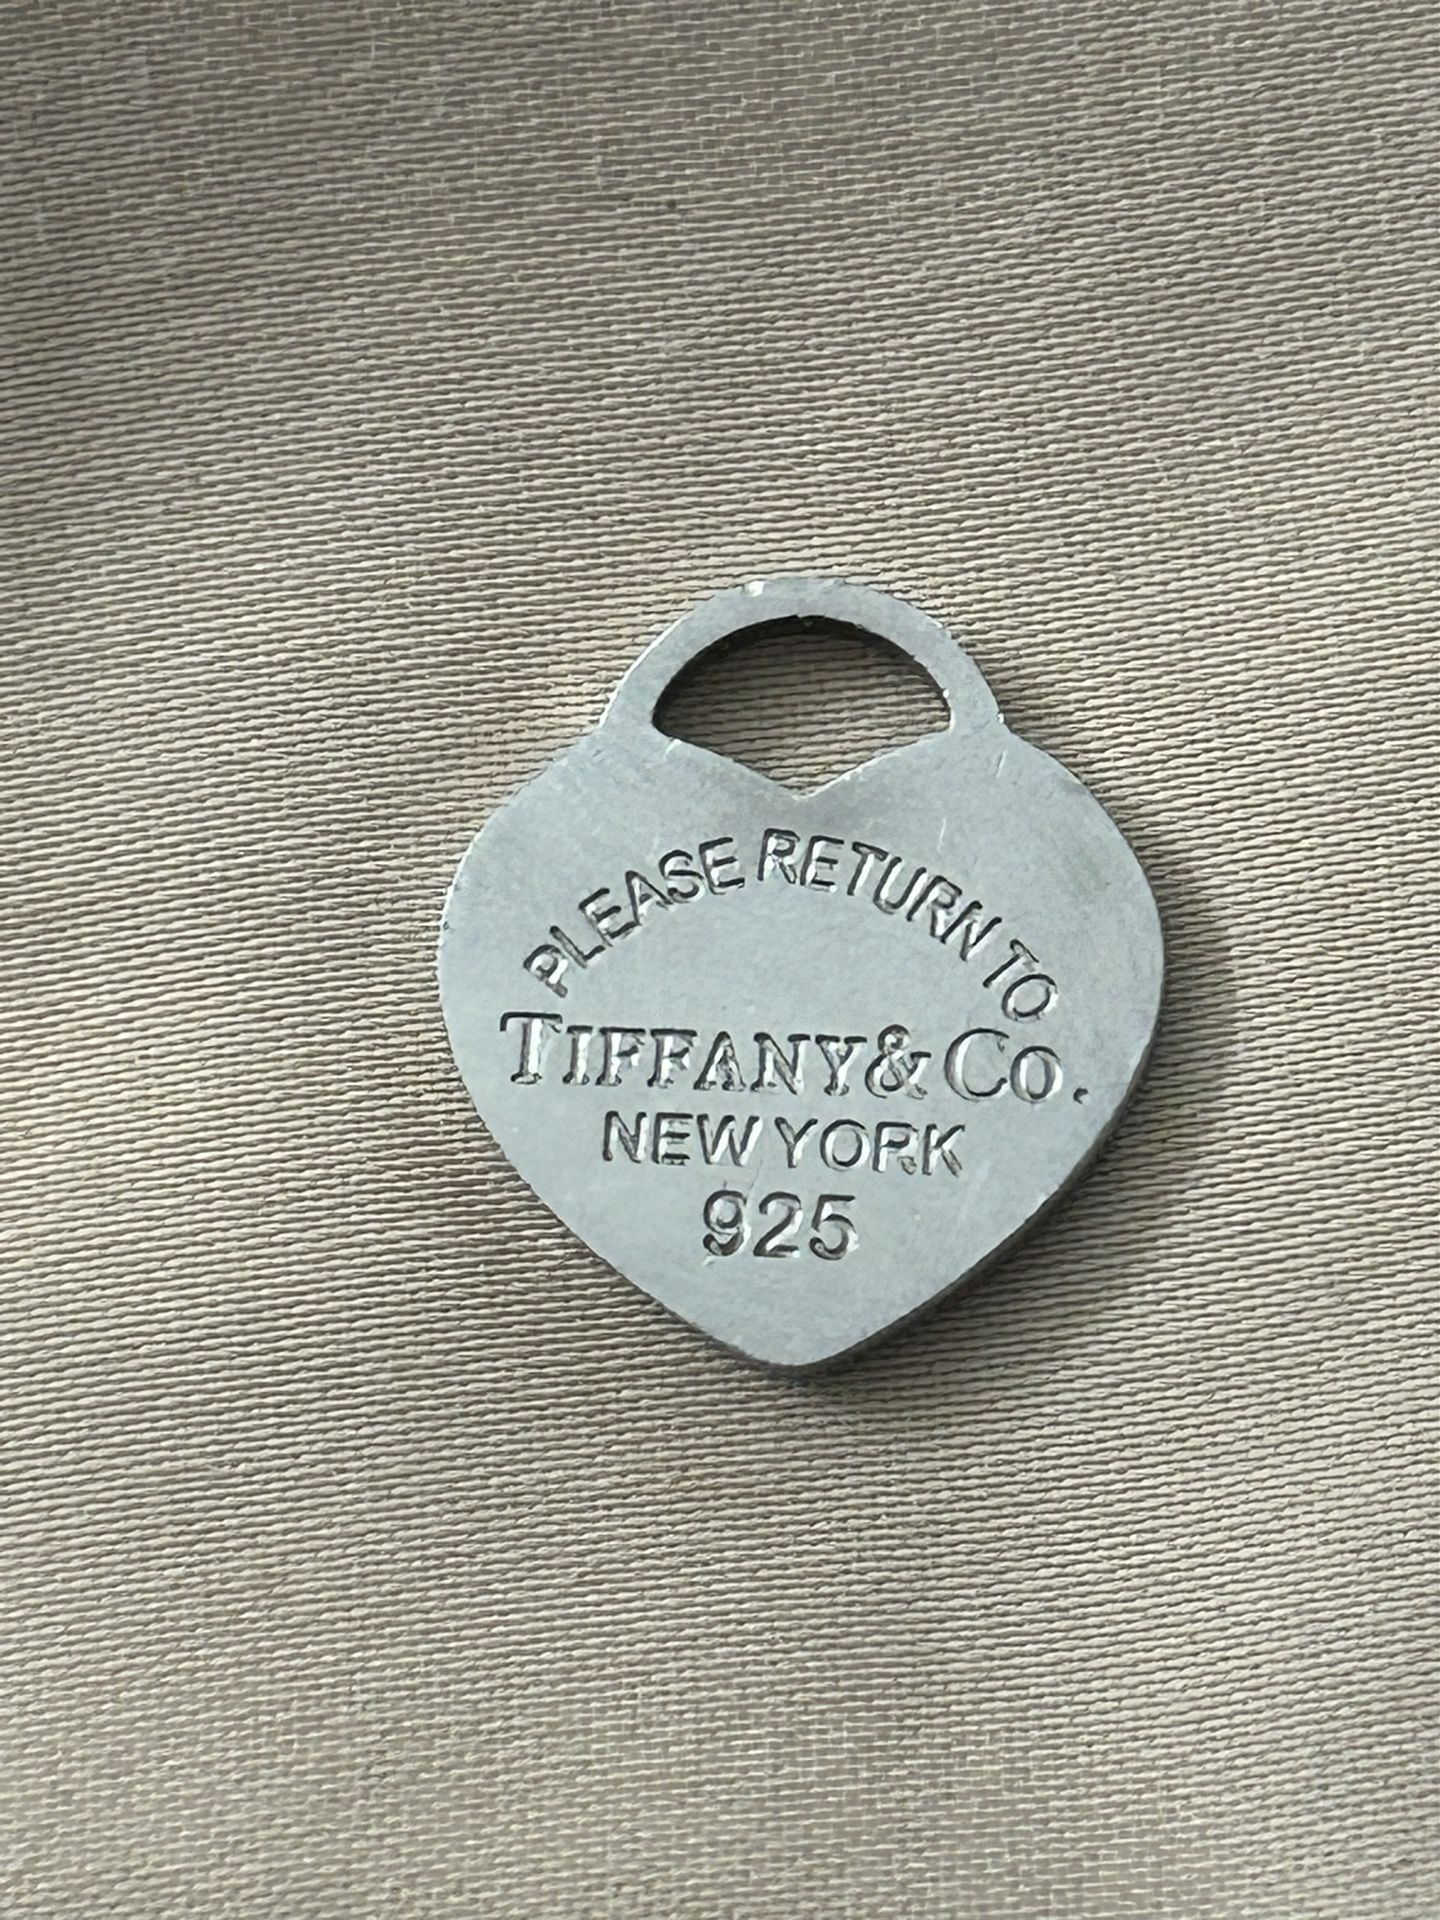 PLEASE RETURN TO
TIFFANY & CO.
NEW YORK
925